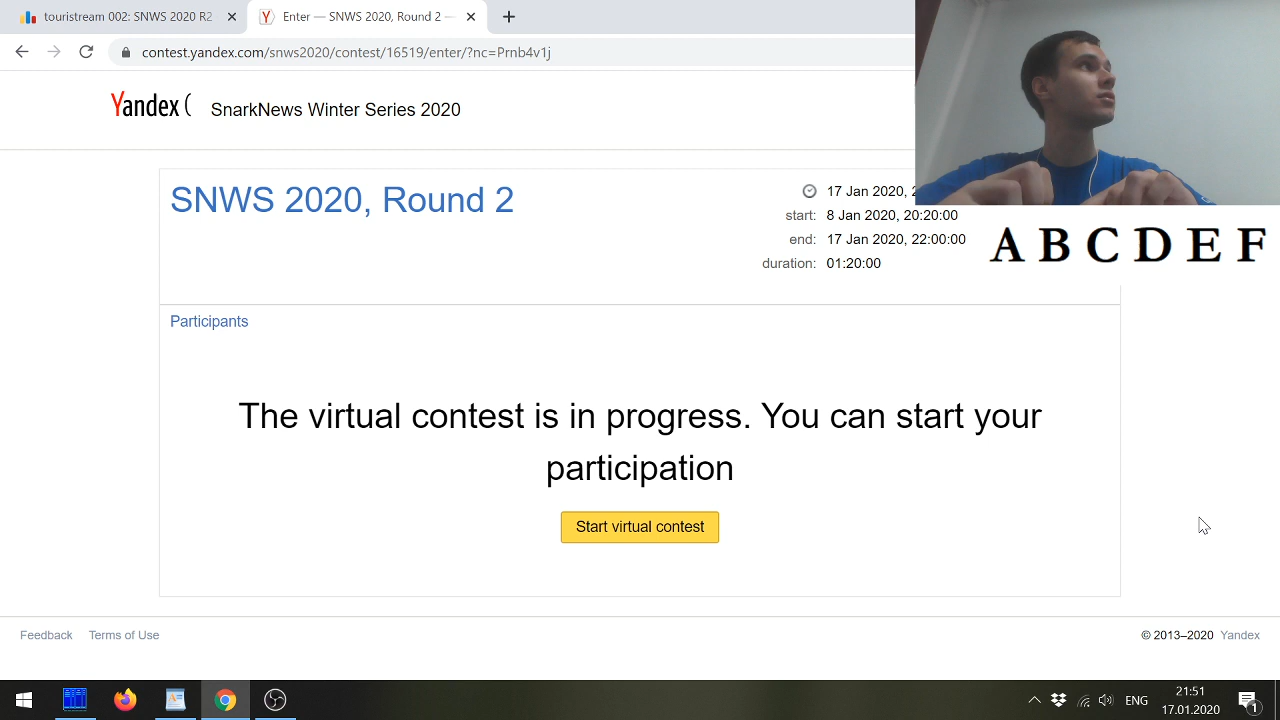 touristream 002: SNWS 2020 R2
Enter — SNWS 2020, Round 2 —
contest.yandex.com/snws2020/contest/16519/enter/?nc=Prnb4v1j
Yandex ( SnarkNews Winter Series 2020
SNWS 2020, Round 2
17 Jan 2020, 2
start: 8 Jan 2020, 20:20:00
end: 17 Jan 2020, 22:00:00
duration: 01:20:00
A B C D E F
Participants
The virtual contest is in progress. You can start your
participation
Start virtual contest
Feedback Terms of Use © 2013–2020 Yandex
ENG
21:51
17.01.2020
1